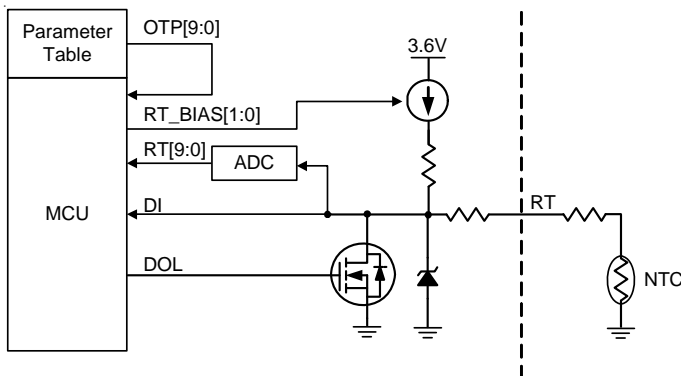 Parameter
Table
OTP[9:0]
3.6V
RT_BIAS[1:0]
RT[9:0]
ADC
MCU
DI
RT
DOL
NTC